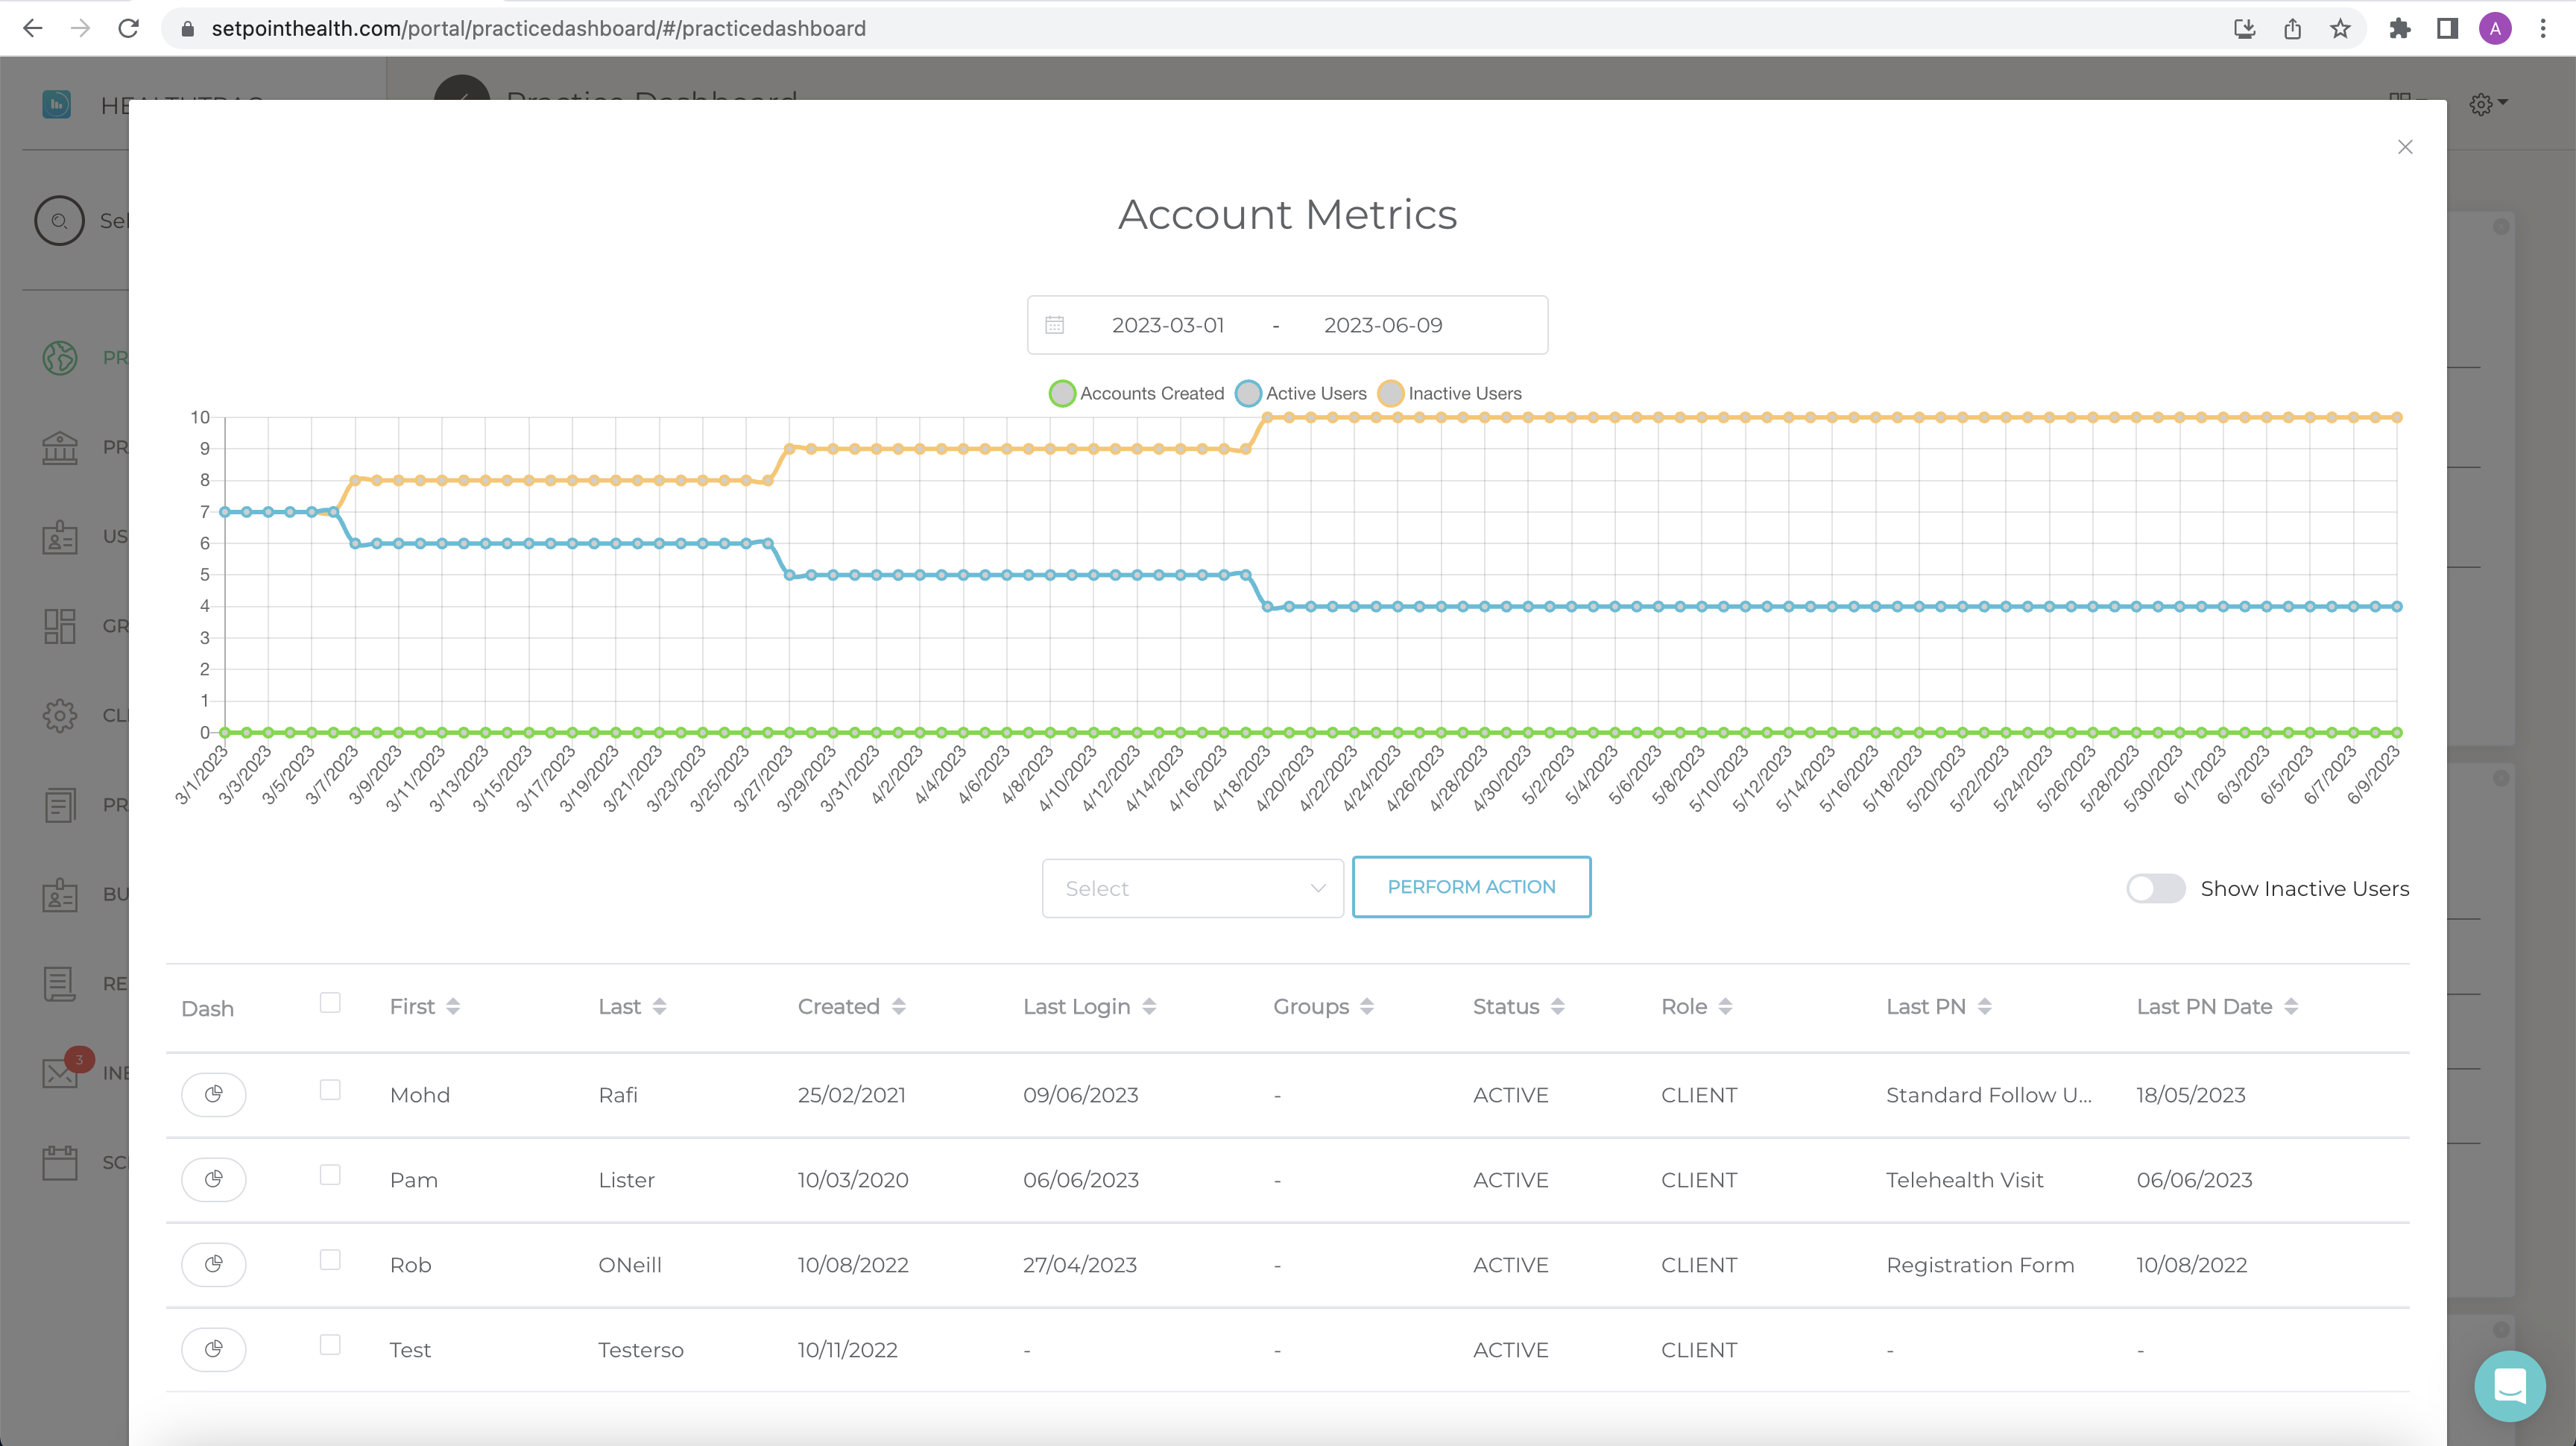 setpointhealth.com/portal/practicedashboard/#/practicedashboard
A
Practice Dashboard
Account Metrics
2023-03-01 - 2023-06-09
Accounts Created Active Users Inactive Users
10
9
8
7
6
5
4
3
2
1
0
3/1/2023 3/3/2023 3/5/2023 3/7/2023 3/9/2023 3/11/2023 3/13/2023 3/15/2023 3/17/2023 3/19/2023 3/21/2023 3/23/2023 3/25/2023 3/27/2023 3/29/2023 3/31/2023 4/2/2023 4/4/2023 4/6/2023 4/8/2023 4/10/2023 4/12/2023 4/14/2023 4/16/2023 4/18/2023 4/20/2023 4/22/2023 4/24/2023 4/26/2023 4/28/2023 4/30/2023 5/2/2023 5/4/2023 5/6/2023 5/8/2023 5/10/2023 5/12/2023 5/14/2023 5/16/2023 5/18/2023 5/20/2023 5/22/2023 5/24/2023 5/26/2023 5/28/2023 5/30/2023 6/1/2023 6/3/2023 6/5/2023 6/7/2023 6/9/2023
Select PERFORM ACTION Show Inactive Users
Dash First Last Created Last Login Groups Status Role Last PN Last PN Date
Mohd Rafi 25/02/2021 09/06/2023 - ACTIVE CLIENT Standard Follow U... 18/05/2023
Pam Lister 10/03/2020 06/06/2023 - ACTIVE CLIENT Telehealth Visit 06/06/2023
Rob ONeill 10/08/2022 27/04/2023 - ACTIVE CLIENT Registration Form 10/08/2022
Test Testerso 10/11/2022 - - ACTIVE CLIENT - -
Sel
PR
PR
US
GR
CLI
PR
BU
RE
3
INE
SCI